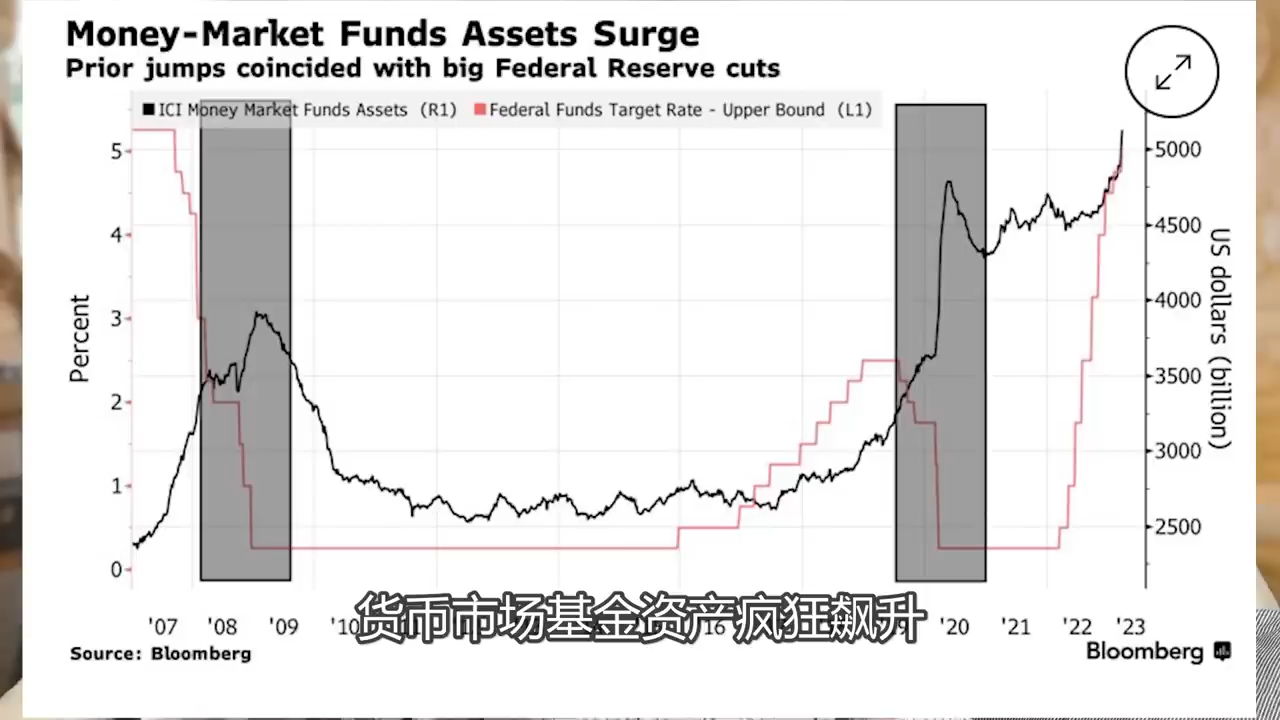 Money-Market Funds Assets Surge
Prior jumps coincided with big Federal Reserve cuts
ICI Money Market Funds Assets (R1) Federal Funds Target Rate - Upper Bound (L1)
5
4
3
2
1
0
Percent
5000
4500
4000
3500
3000
2500
US dollars (billion)
'07 '08 '09 '10 '16 '20 '21 '22 '23
货币市场基金资产疯狂飙升
Source: Bloomberg
Bloomberg